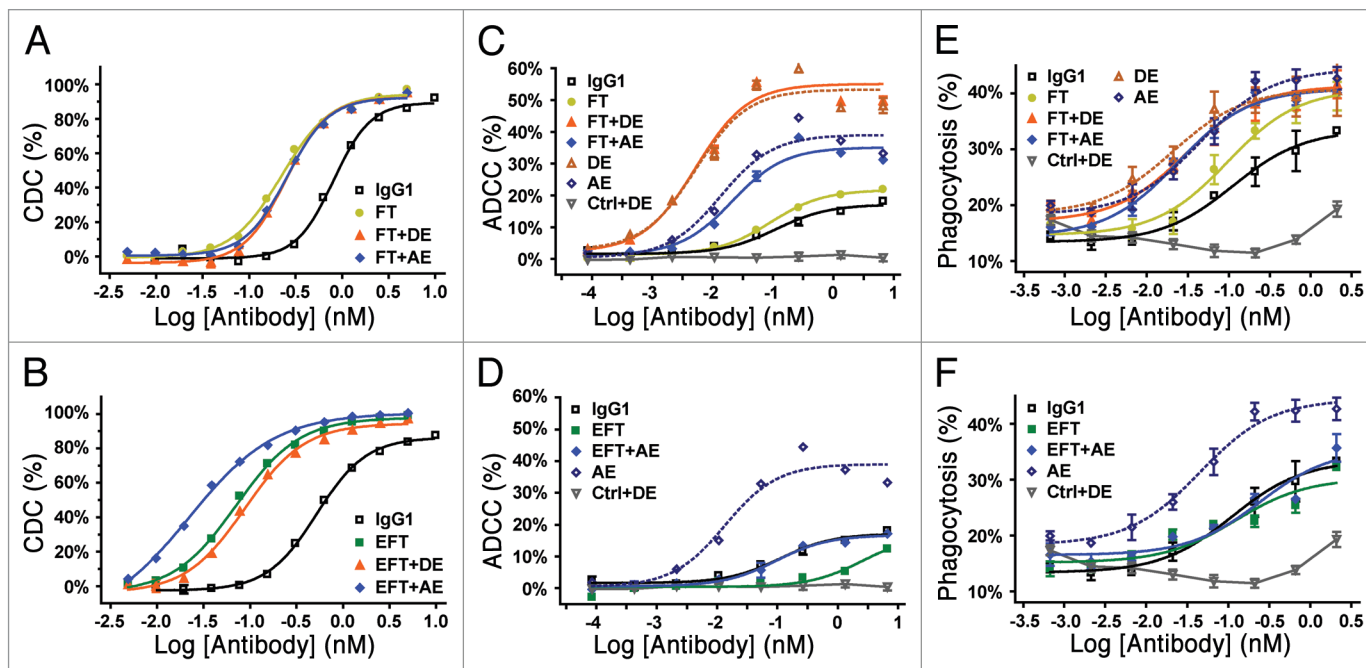 A
CDC (%)
100%
80%
60%
40%
20%
0%
IgG1
FT
FT+DE
FT+AE
-2.5 -2.0 -1.5 -1.0 -0.5 0.0 0.5 1.0
Log [Antibody] (nM)
C
ADCC (%)
60%
50%
40%
30%
20%
10%
0%
IgG1
FT
FT+DE
FT+AE
DE
AE
Ctrl+DE
-4 -3 -2 -1 0 1
Log [Antibody] (nM)
E
Phagocytosis (%)
40%
30%
20%
10%
IgG1 DE
FT AE
FT+DE
FT+AE
Ctrl+DE
-3.5 -3.0 -2.5 -2.0 -1.5 -1.0 -0.5 0.0 0.5
Log [Antibody] (nM)
B
CDC (%)
100%
80%
60%
40%
20%
0%
IgG1
EFT
EFT+DE
EFT+AE
-2.5 -2.0 -1.5 -1.0 -0.5 0.0 0.5 1.0
Log [Antibody] (nM)
D
ADCC (%)
60%
50%
40%
30%
20%
10%
0%
IgG1
EFT
EFT+AE
AE
Ctrl+DE
-4 -3 -2 -1 0 1
Log [Antibody] (nM)
F
Phagocytosis (%)
40%
30%
20%
10%
IgG1
EFT
EFT+AE
AE
Ctrl+DE
-3.5 -3.0 -2.5 -2.0 -1.5 -1.0 -0.5 0.0 0.5
Log [Antibody] (nM)